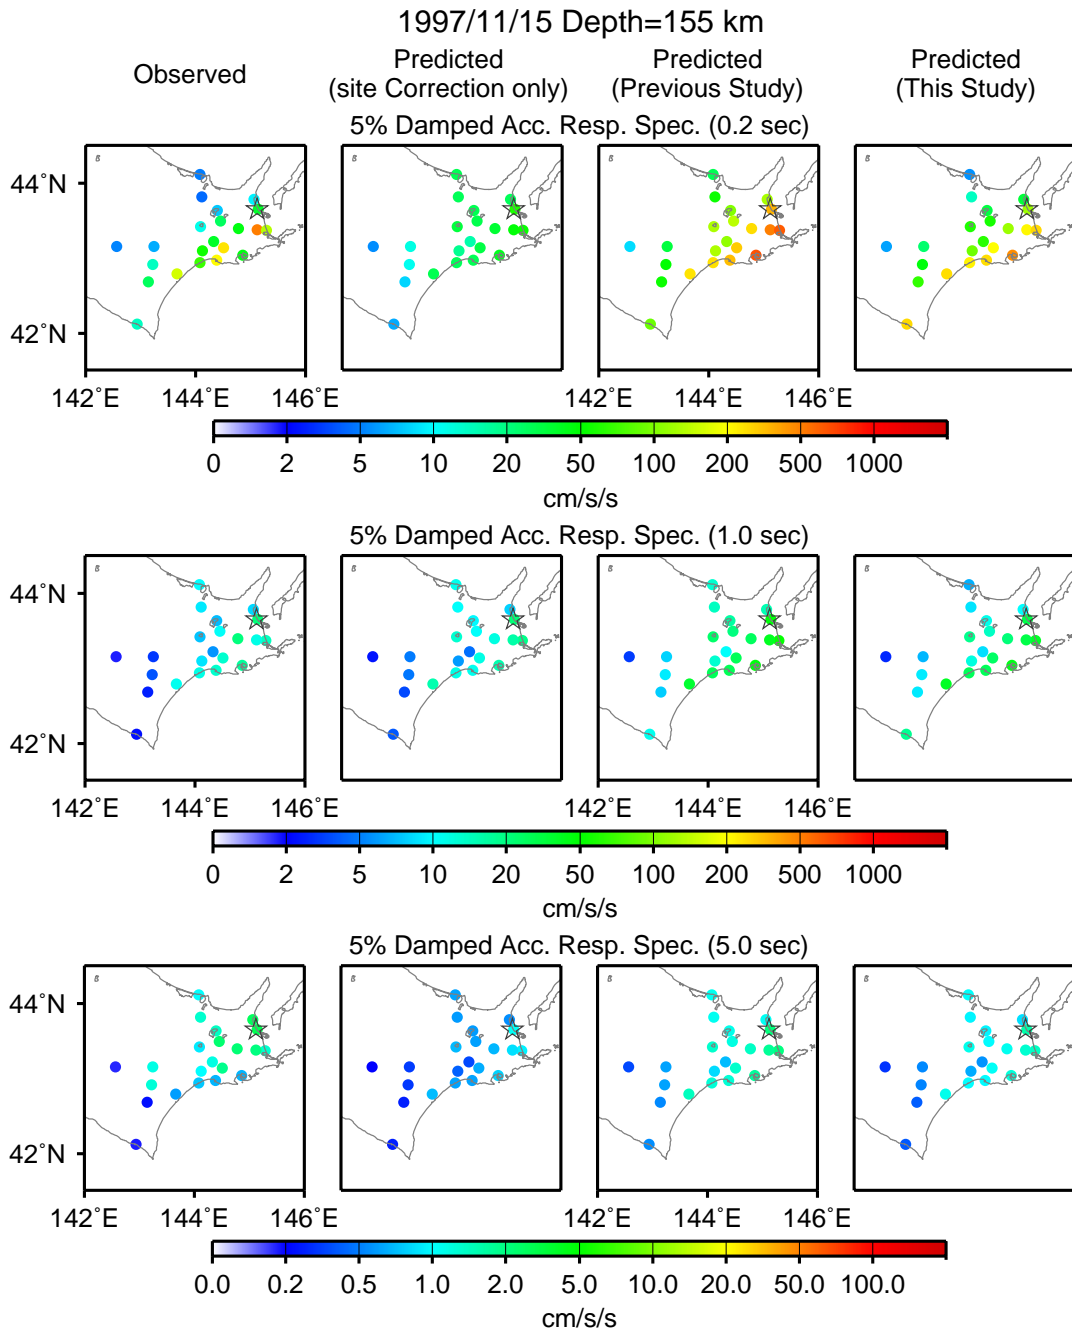 1997/11/15 Depth=155 km
Observed
Predicted
(site Correction only)
Predicted
(Previous Study)
Predicted
(This Study)
5% Damped Acc. Resp. Spec. (0.2 sec)
44˚N
42˚N
142˚E 144˚E 146˚E
142˚E 144˚E 146˚E
0 2 5 10 20 50 100 200 500 1000
cm/s/s
5% Damped Acc. Resp. Spec. (1.0 sec)
44˚N
42˚N
142˚E 144˚E 146˚E
142˚E 144˚E 146˚E
0 2 5 10 20 50 100 200 500 1000
cm/s/s
5% Damped Acc. Resp. Spec. (5.0 sec)
44˚N
42˚N
142˚E 144˚E 146˚E
142˚E 144˚E 146˚E
0.0 0.2 0.5 1.0 2.0 5.0 10.0 20.0 50.0 100.0
cm/s/s